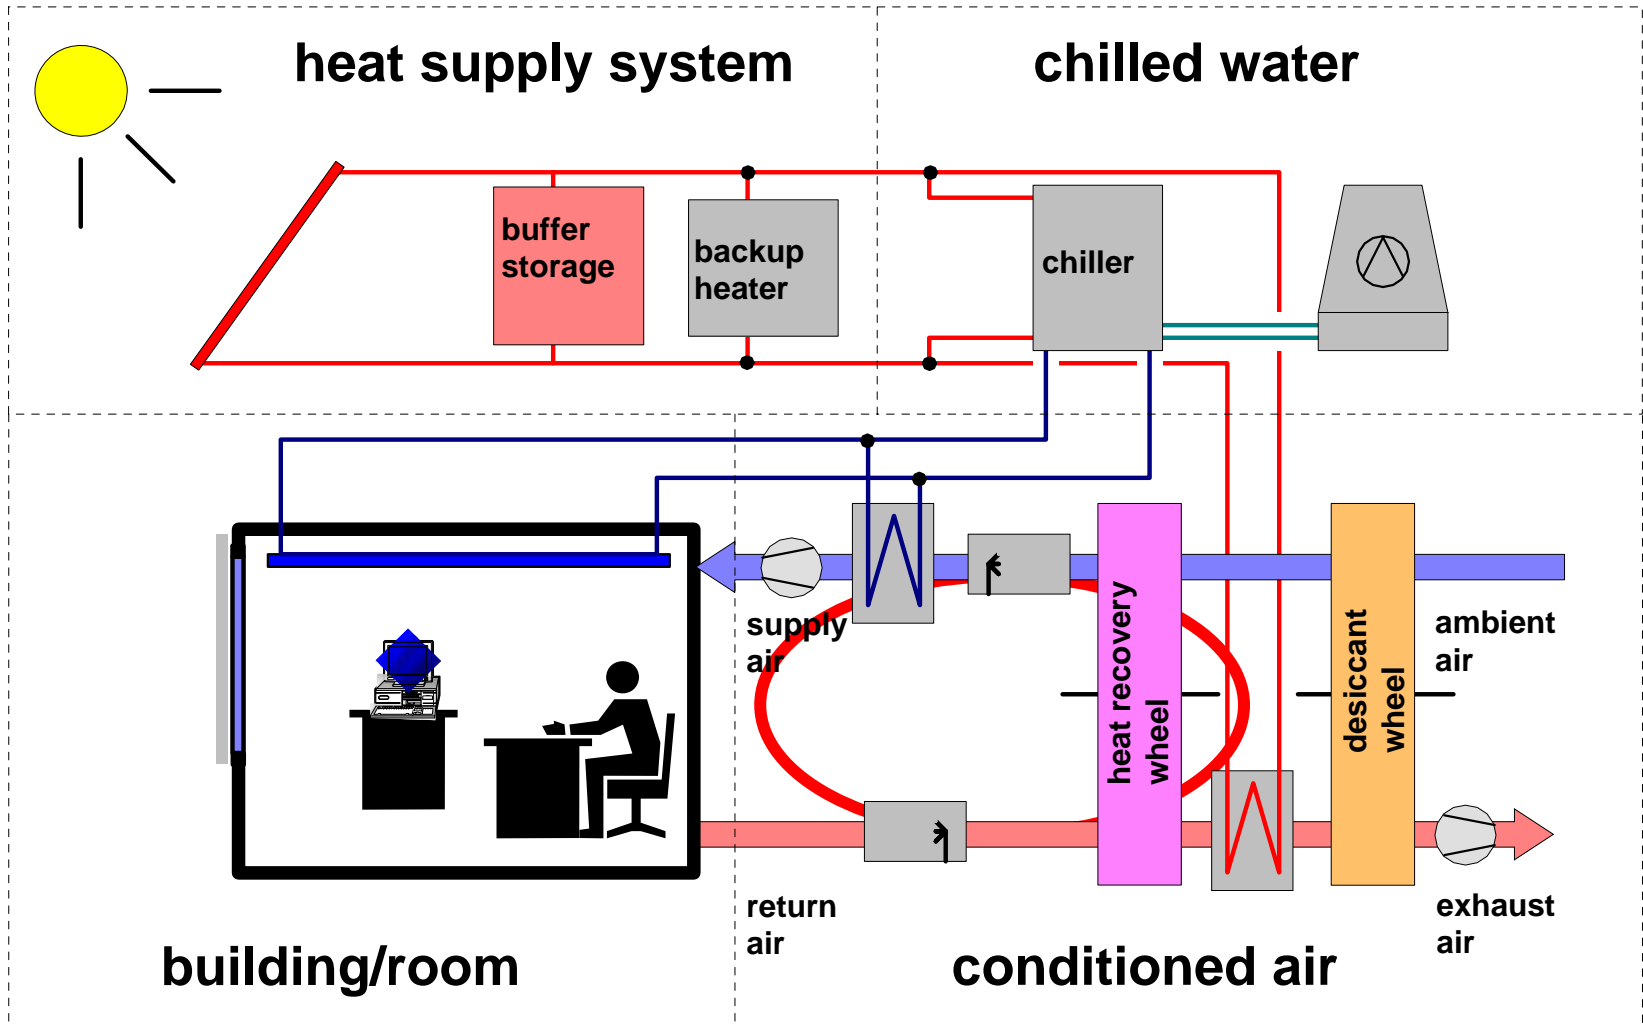 heat supply system
chilled water
buffer
storage
backup
heater
chiller
supply
air
heat recovery
wheel
desiccant
wheel
ambient
air
return
air
exhaust
air
building/room
conditioned air